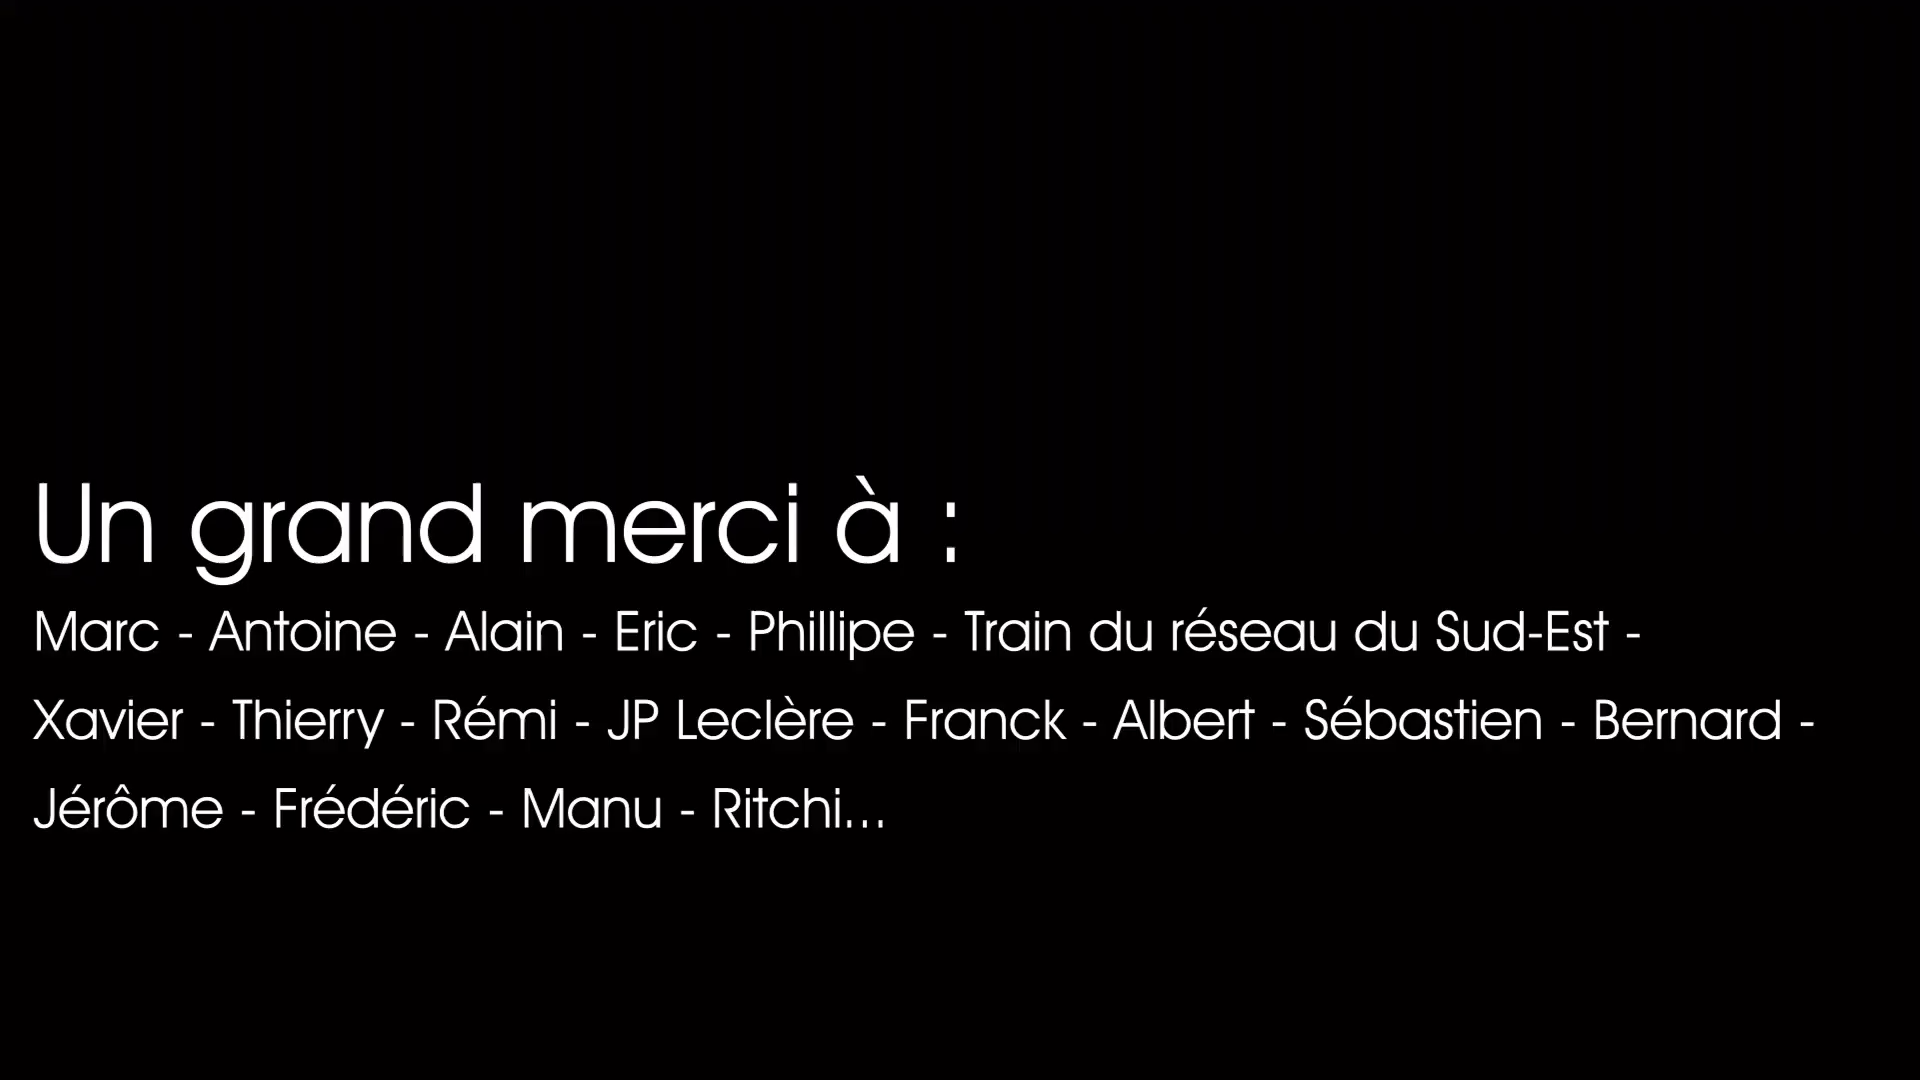 Un grand merci à :
Marc - Antoine - Alain - Eric - Phillipe - Train du réseau du Sud-Est -
Xavier - Thierry - Rémi - JP Leclère - Franck - Albert - Sébastien - Bernard -
Jérôme - Frédéric - Manu - Ritchi...